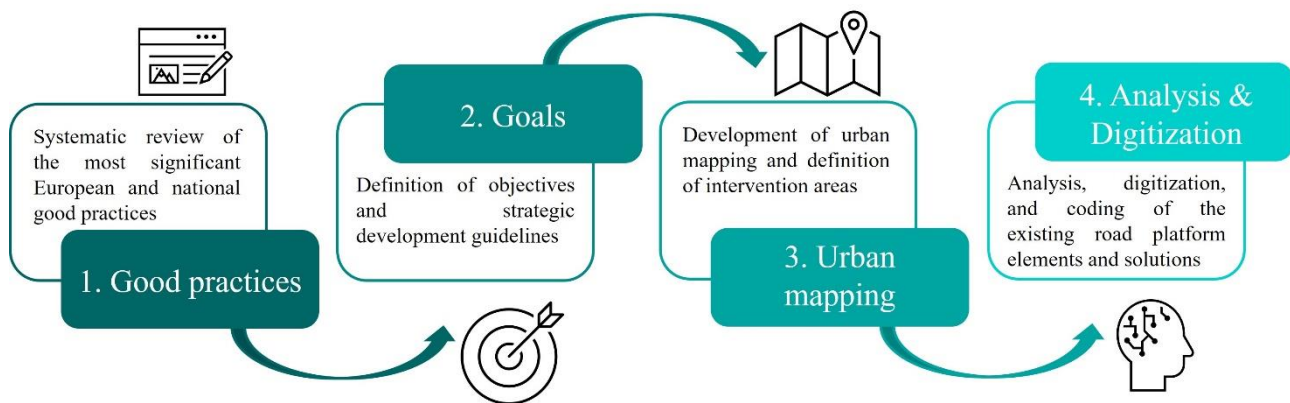 Systematic review of
the most significant
European and national
good practices
1. Good practices
2. Goals
Definition of objectives
and strategic
development guidelines
Development of urban
mapping and definition
of intervention areas
3. Urban
mapping
4. Analysis &
Digitization
Analysis, digitization,
and coding of the
existing road platform
elements and solutions